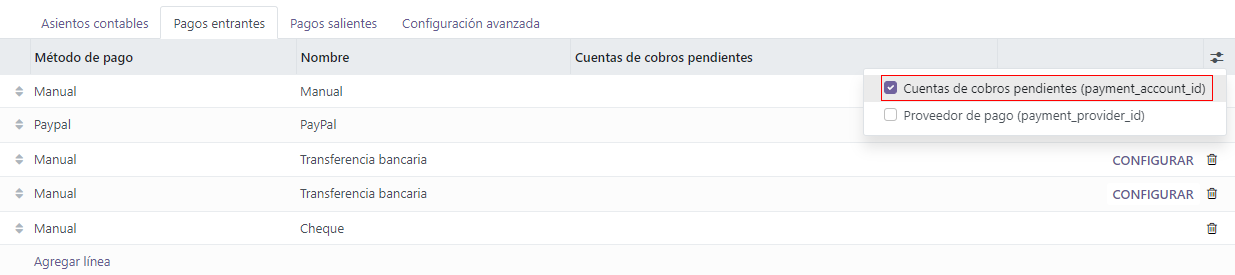 Asientos contables Pagos entrantes Pagos salientes Configuración avanzada
Método de pago Nombre Cuentas de cobros pendientes
Cuentas de cobros pendientes (payment_account_id)
Proveedor de pago (payment_provider_id)
Manual Manual
Paypal PayPal
Manual Transferencia bancaria CONFIGURAR
Manual Transferencia bancaria CONFIGURAR
Manual Cheque
Agregar línea